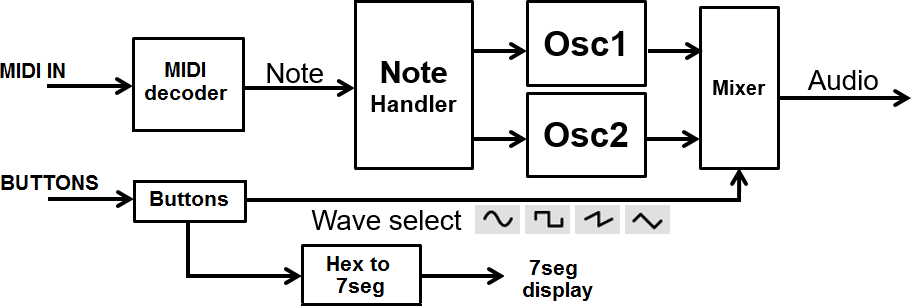 MIDI IN
MIDI
decoder
Note
Note
Handler
Osc1
Osc2
Mixer
Audio
BUTTONS
Buttons
Wave select
Hex to
7seg
7seg
display